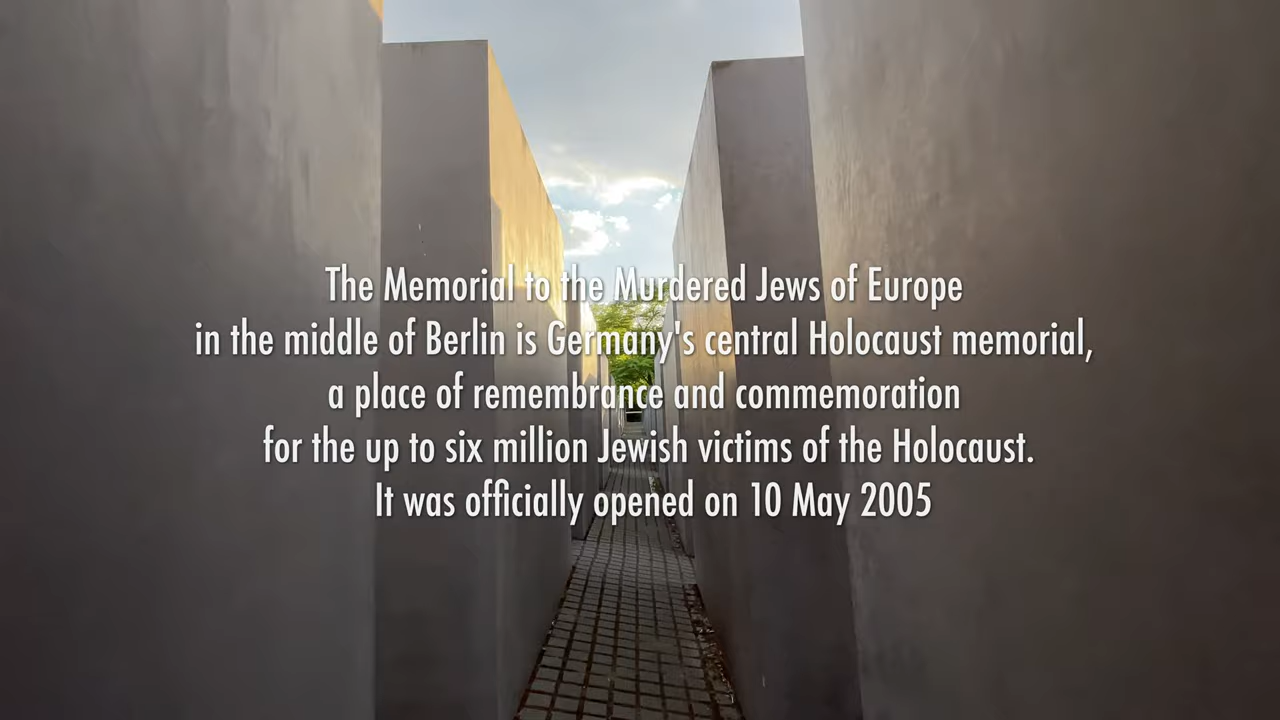 The Memorial to the Murdered Jews of Europe
in the middle of Berlin is Germany's central Holocaust memorial,
a place of remembrance and commemoration
for the up to six million Jewish victims of the Holocaust.
It was officially opened on 10 May 2005